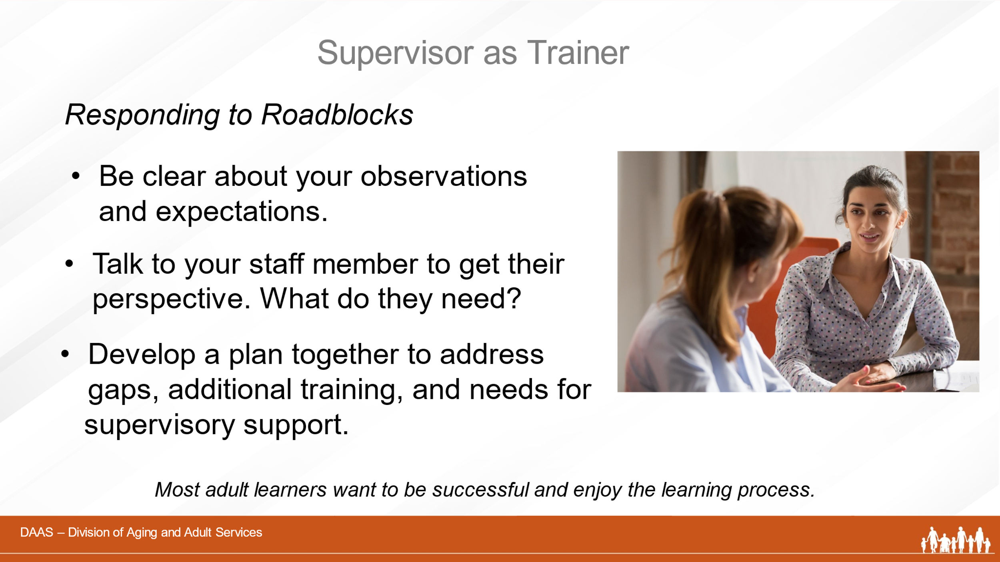 Supervisor as Trainer
Responding to Roadblocks
• Be clear about your observations
and expectations.
• Talk to your staff member to get their
perspective. What do they need?
• Develop a plan together to address
gaps, additional training, and needs for
supervisory support.
Most adult learners want to be successful and enjoy the learning process.
DAAS – Division of Aging and Adult Services